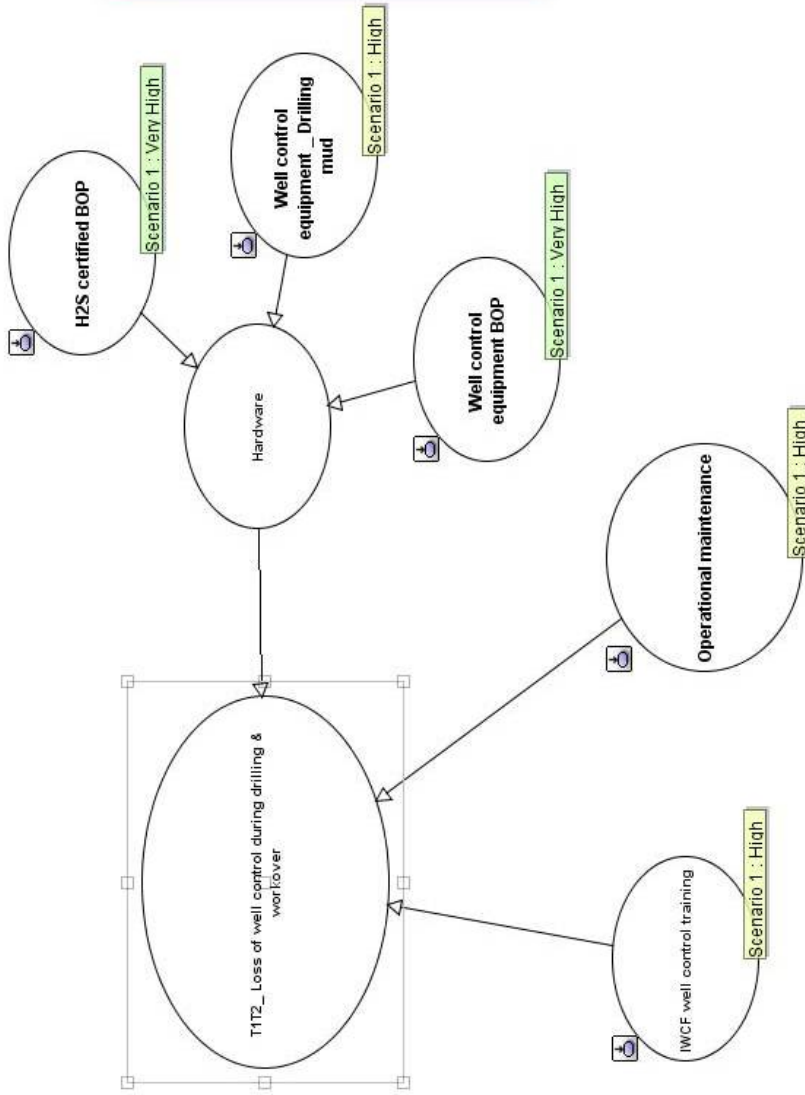 H2S certified BOP
Scenario 1 : Very High
Well control
equipment _ Drilling
mud
Scenario 1 : High
Hardware
Well control
equipment BOP
Scenario 1 : Very High
T1T2_ Loss of well control during drilling &
workover
Operational maintenance
Scenario 1 : High
IWCF well control training
Scenario 1 : High